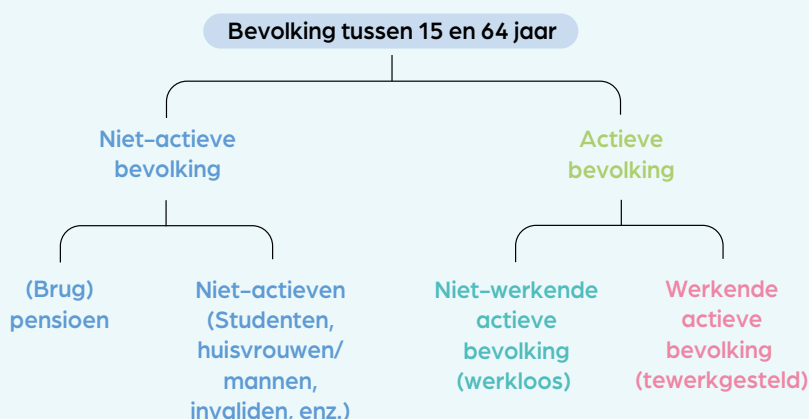 Bevolking tussen 15 en 64 jaar
Niet-actieve
bevolking
Actieve
bevolking
(Brug)
pensioen
Niet-actieven
(Studenten,
huisvrouwen/
mannen,
invaliden, enz.)
Niet-werkende
actieve
bevolking
(werkloos)
Werkende
actieve
bevolking
(tewerkgesteld)